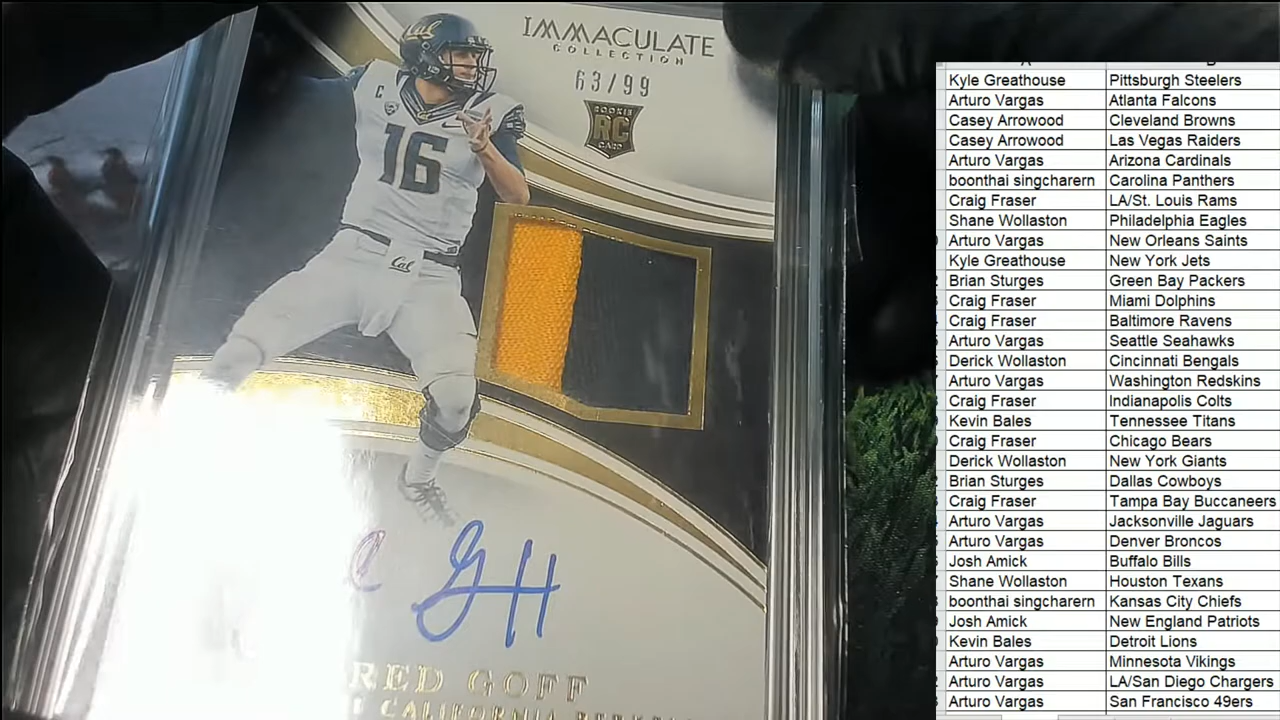 IMMACULATE
COLLECTION
63/99
ROOKIE
RC
CARD
Cal
C
16
Cal
RED GOFF
CALIFORNIA
Kyle Greathouse Pittsburgh Steelers
Arturo Vargas Atlanta Falcons
Casey Arrowood Cleveland Browns
Casey Arrowood Las Vegas Raiders
Arturo Vargas Arizona Cardinals
boonthai singcharern Carolina Panthers
Craig Fraser LA/St. Louis Rams
Shane Wollaston Philadelphia Eagles
Arturo Vargas New Orleans Saints
Kyle Greathouse New York Jets
Brian Sturges Green Bay Packers
Craig Fraser Miami Dolphins
Craig Fraser Baltimore Ravens
Arturo Vargas Seattle Seahawks
Derick Wollaston Cincinnati Bengals
Arturo Vargas Washington Redskins
Craig Fraser Indianapolis Colts
Kevin Bales Tennessee Titans
Craig Fraser Chicago Bears
Derick Wollaston New York Giants
Brian Sturges Dallas Cowboys
Craig Fraser Tampa Bay Buccaneers
Arturo Vargas Jacksonville Jaguars
Arturo Vargas Denver Broncos
Josh Amick Buffalo Bills
Shane Wollaston Houston Texans
boonthai singcharern Kansas City Chiefs
Josh Amick New England Patriots
Kevin Bales Detroit Lions
Arturo Vargas Minnesota Vikings
Arturo Vargas LA/San Diego Chargers
Arturo Vargas San Francisco 49ers